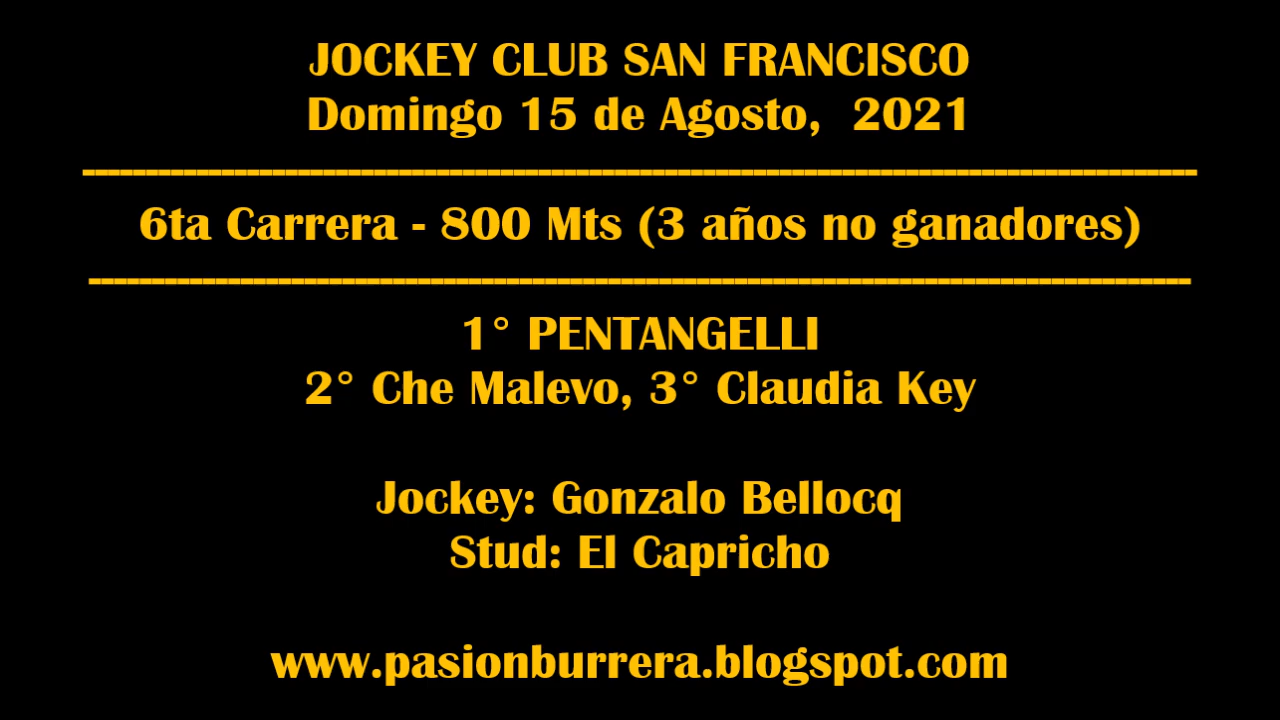 JOCKEY CLUB SAN FRANCISCO
Domingo 15 de Agosto,  2021
--------------------------------------------------------------------------------
6ta Carrera - 800 Mts (3 años no ganadores)
-------------------------------------------------------------------------------
1° PENTANGELLI
2° Che Malevo, 3° Claudia Key
Jockey: Gonzalo Bellocq
Stud: El Capricho
www.pasionburrera.blogspot.com